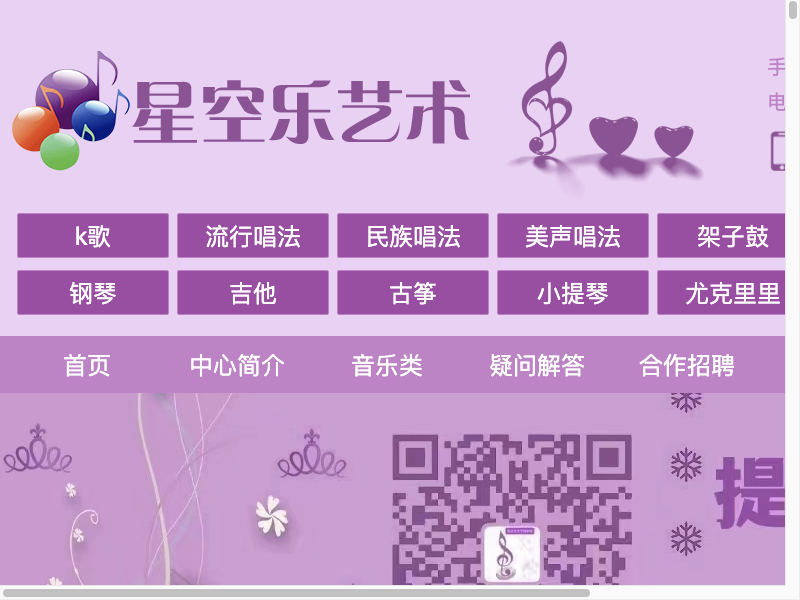 星空乐艺术
手
电
k歌 流行唱法 民族唱法 美声唱法 架子鼓
钢琴 吉他 古筝 小提琴 尤克里里
首页 中心简介 音乐类 疑问解答 合作招聘
提